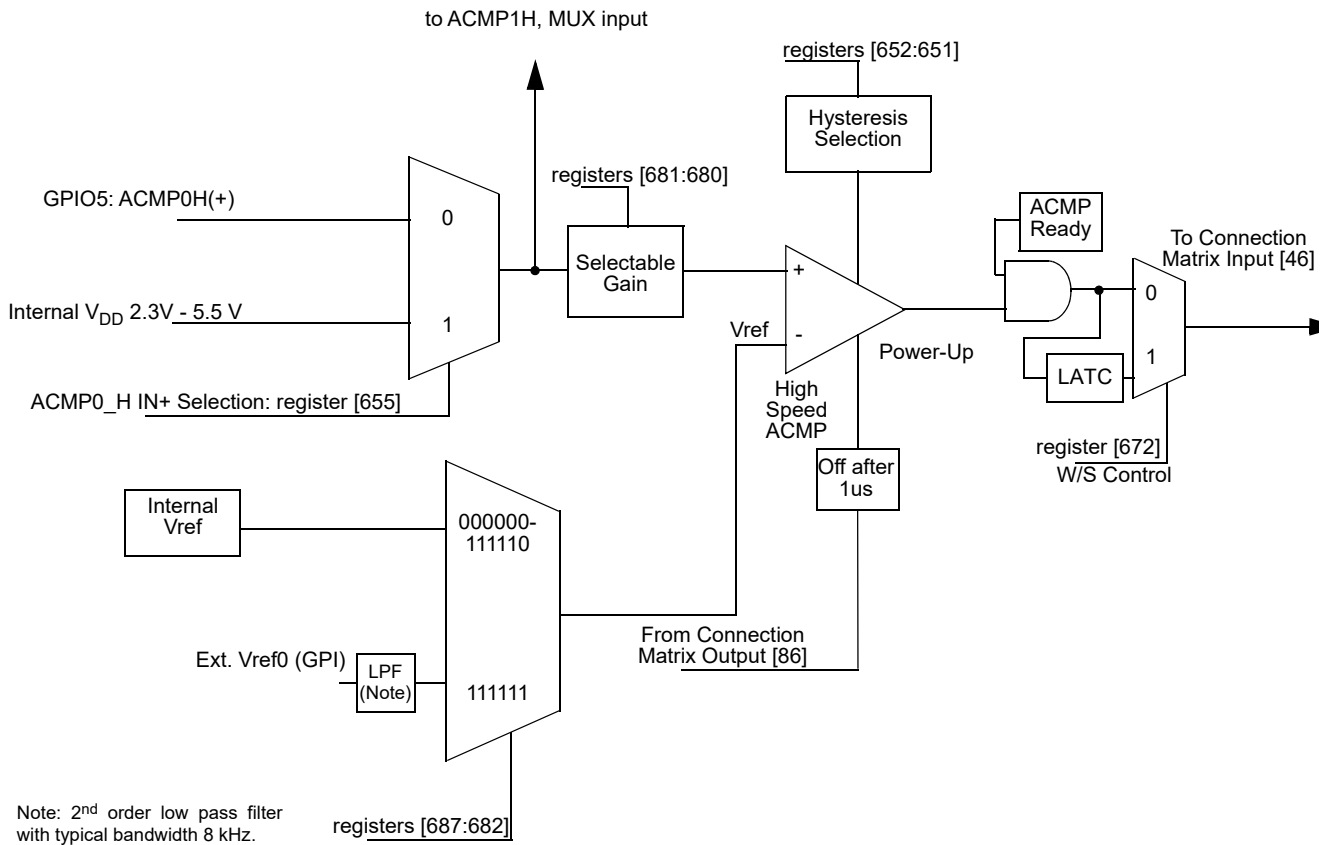 to ACMP1H, MUX input
registers [652:651]
Hysteresis
Selection
registers [681:680]
GPIO5: ACMP0H(+)
0
Selectable
Gain
ACMP
Ready
To Connection
Matrix Input [46]
+
0
Internal VDD 2.3V - 5.5 V
1
Vref
-
Power-Up
1
LATC
High
Speed
ACMP
ACMP0_H IN+ Selection: register [655]
register [672]
W/S Control
Off after
1us
Internal
Vref
000000-
111110
From Connection
Matrix Output [86]
Ext. Vref0 (GPI)
LPF
(Note)
111111
Note: 2nd order low pass filter
with typical bandwidth 8 kHz.
registers [687:682]